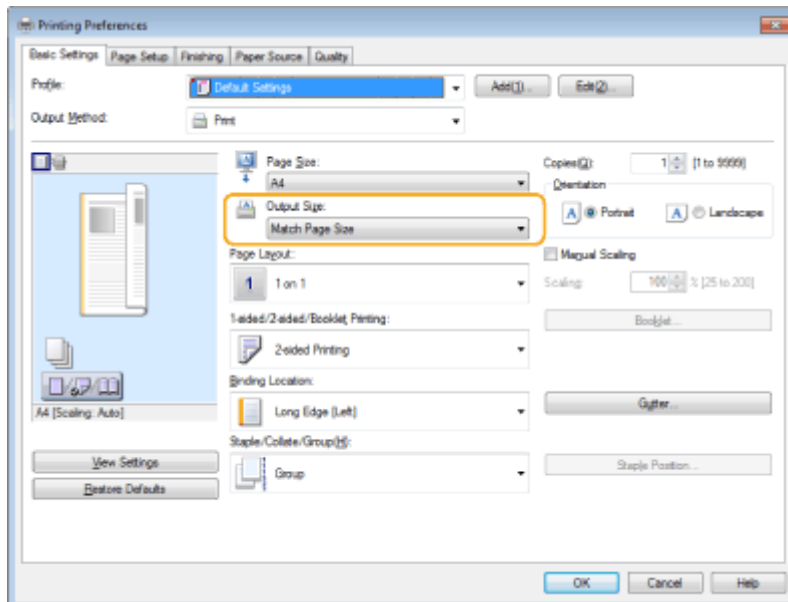 Printing Preferences
Basic Settings Page Setup Finishing Paper Source Quality
Profile: Default Settings Add(1)... Edit(2)...
Output Method: Print
Page Size: Copies(Q): 1 [1 to 9999]
A4 Orientation
Output Size: A Portrait A Landscape
Match Page Size
Page Layout: Manual Scaling
1 1 on 1 Scaling: 100 % [25 to 200]
1-sided/2-sided/Booklet Printing: Booklet...
2-sided Printing
Binding Location:
A4 [Scaling: Auto] Long Edge (Left) Gutter...
Staple/Collate/Group(H):
View Settings Group Staple Position...
Restore Defaults
OK Cancel Help